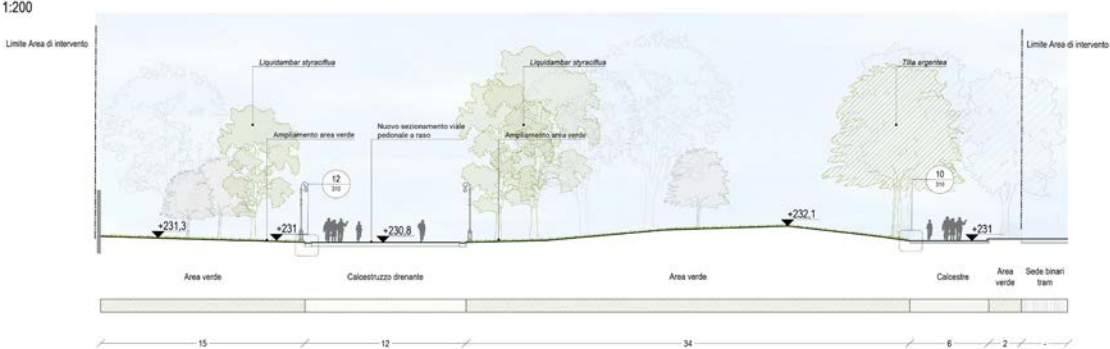 1:200
Limite Area di intervento
Limite Area di intervento
Liquidambar styraciflua
Liquidambar styraciflua
Tilia argentea
Ampliamento area verde
Nuovo sezionamento viale
pedonale a raso
Ampliamento area verde
12
310
10
310
+231,3
+231
+230,8
+232,1
+231
Area verde
Calcestruzzo drenante
Area verde
Calcestre
Area
verde
Sede binari
tram
15
12
34
6
2
-